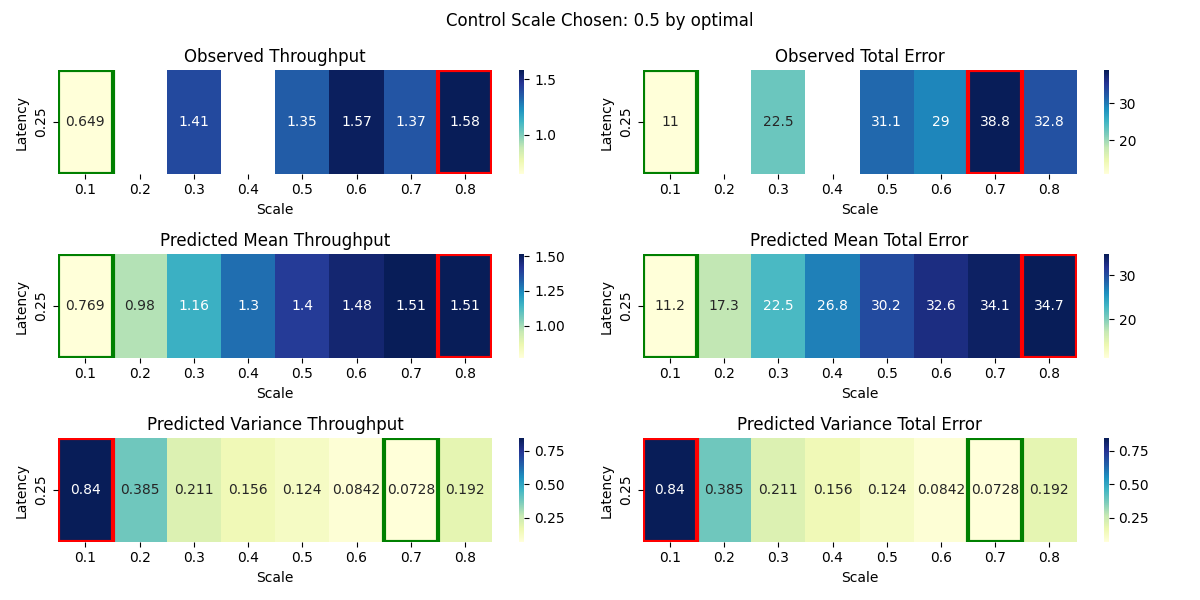 Control Scale Chosen: 0.5 by optimal
Observed Throughput
Latency
0.25
0.649 1.41 1.35 1.57 1.37 1.58
0.1 0.2 0.3 0.4 0.5 0.6 0.7 0.8
Scale
1.5
1.0
Observed Total Error
Latency
0.25
11 22.5 31.1 29 38.8 32.8
0.1 0.2 0.3 0.4 0.5 0.6 0.7 0.8
Scale
30
20
Predicted Mean Throughput
Latency
0.25
0.769 0.98 1.16 1.3 1.4 1.48 1.51 1.51
0.1 0.2 0.3 0.4 0.5 0.6 0.7 0.8
Scale
1.50
1.25
1.00
Predicted Mean Total Error
Latency
0.25
11.2 17.3 22.5 26.8 30.2 32.6 34.1 34.7
0.1 0.2 0.3 0.4 0.5 0.6 0.7 0.8
Scale
30
20
Predicted Variance Throughput
Latency
0.25
0.84 0.385 0.211 0.156 0.124 0.0842 0.0728 0.192
0.1 0.2 0.3 0.4 0.5 0.6 0.7 0.8
Scale
0.75
0.50
0.25
Predicted Variance Total Error
Latency
0.25
0.84 0.385 0.211 0.156 0.124 0.0842 0.0728 0.192
0.1 0.2 0.3 0.4 0.5 0.6 0.7 0.8
Scale
0.75
0.50
0.25